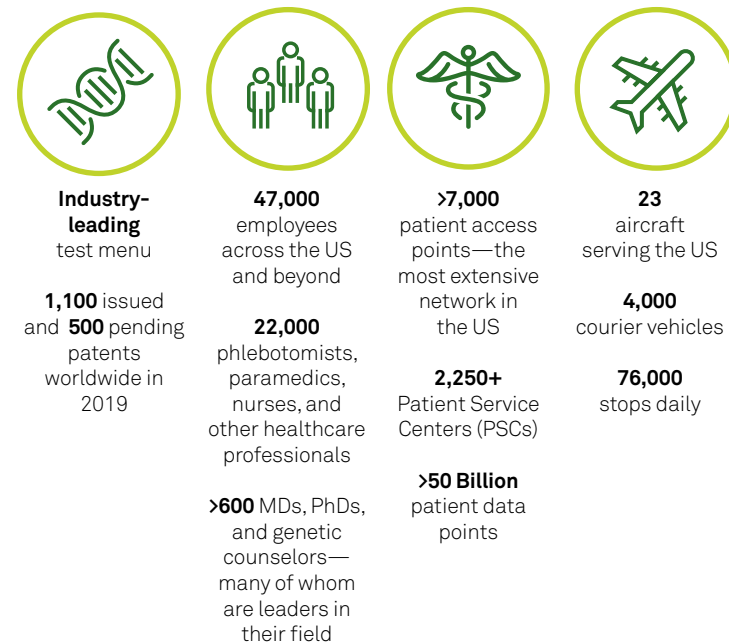 Industry-
leading
test menu
1,100 issued
and 500 pending
patents
worldwide in
2019
47,000
employees
across the US
and beyond
22,000
phlebotomists,
paramedics,
nurses, and
other healthcare
professionals
>600 MDs, PhDs,
and genetic
counselors—
many of whom
are leaders in
their field
>7,000
patient access
points—the
most extensive
network in
the US
2,250+
Patient Service
Centers (PSCs)
>50 Billion
patient data
points
23
aircraft
serving the US
4,000
courier vehicles
76,000
stops daily